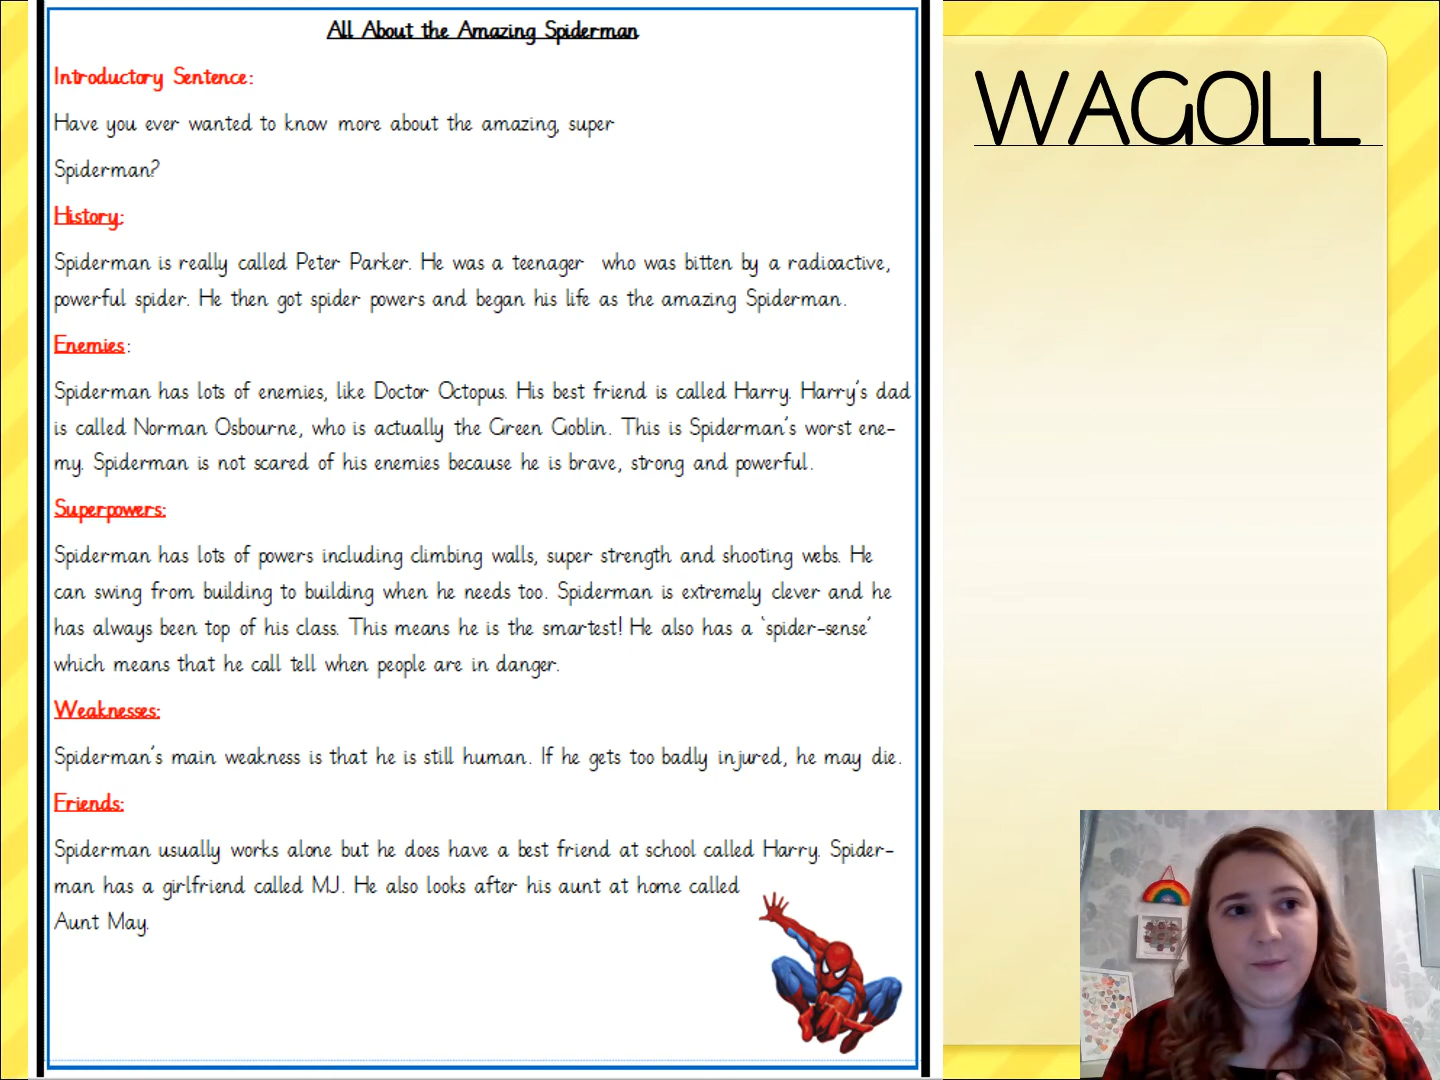 All About the Amazing Spiderman
WAGOLL
Introductory Sentence:
Have you ever wanted to know more about the amazing, super
Spiderman?
History:
Spiderman is really called Peter Parker. He was a teenager who was bitten by a radioactive,
powerful spider. He then got spider powers and began his life as the amazing Spiderman.
Enemies:
Spiderman has lots of enemies, like Doctor Octopus. His best friend is called Harry. Harry's dad
is called Norman Osbourne, who is actually the Green Goblin. This is Spiderman's worst ene-
my. Spiderman is not scared of his enemies because he is brave, strong and powerful.
Superpowers:
Spiderman has lots of powers including climbing walls, super strength and shooting webs. He
can swing from building to building when he needs too. Spiderman is extremely clever and he
has always been top of his class. This means he is the smartest! He also has a 'spider-sense'
which means that he call tell when people are in danger.
Weaknesses:
Spiderman's main weakness is that he is still human. If he gets too badly injured, he may die.
Friends:
Spiderman usually works alone but he does have a best friend at school called Harry. Spider-
man has a girlfriend called MJ. He also looks after his aunt at home called
Aunt May.